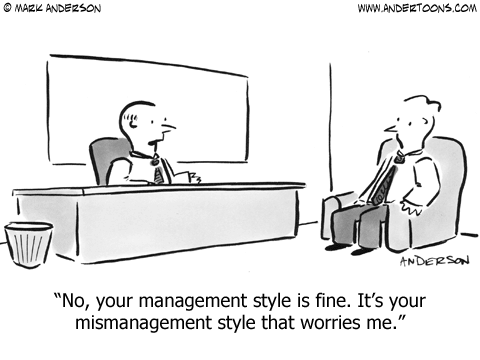 © MARK ANDERSON
WWW.ANDERTOONS.COM
ANDERSON
“No, your management style is fine. It’s your
mismanagement style that worries me.”